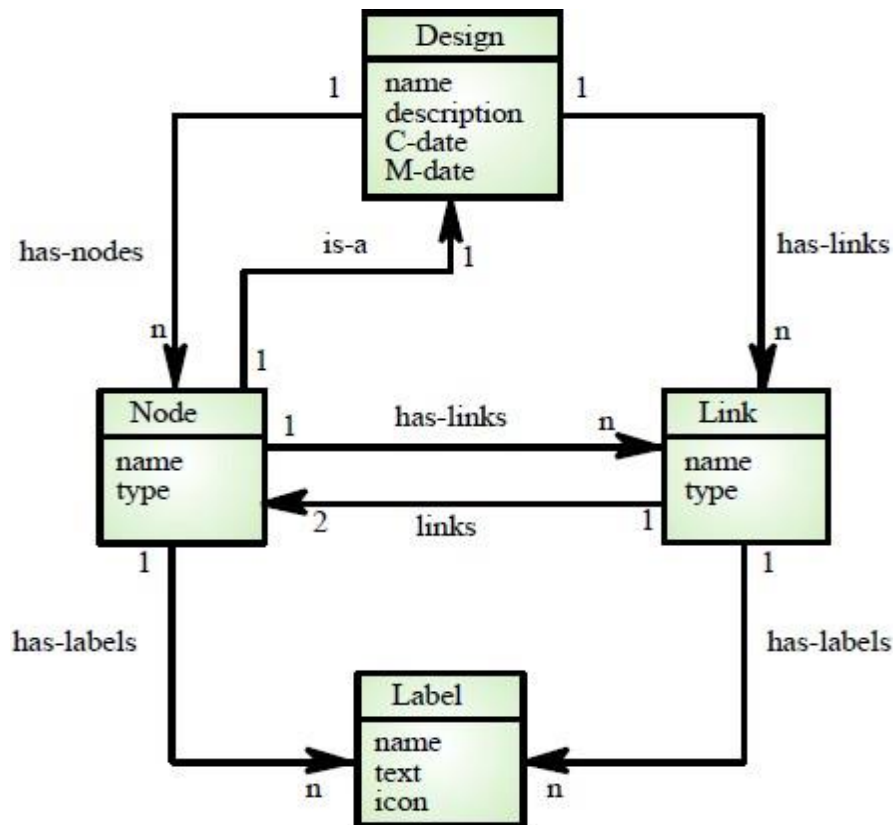 Design
1
name
1
description
C-date
M-date
has-nodes
is-a
1
has-links
n
n
1
Node
1
has-links
n
Link
name
type
name
type
2
links
1
1
1
has-labels
has-labels
Label
name
text
icon
n
n